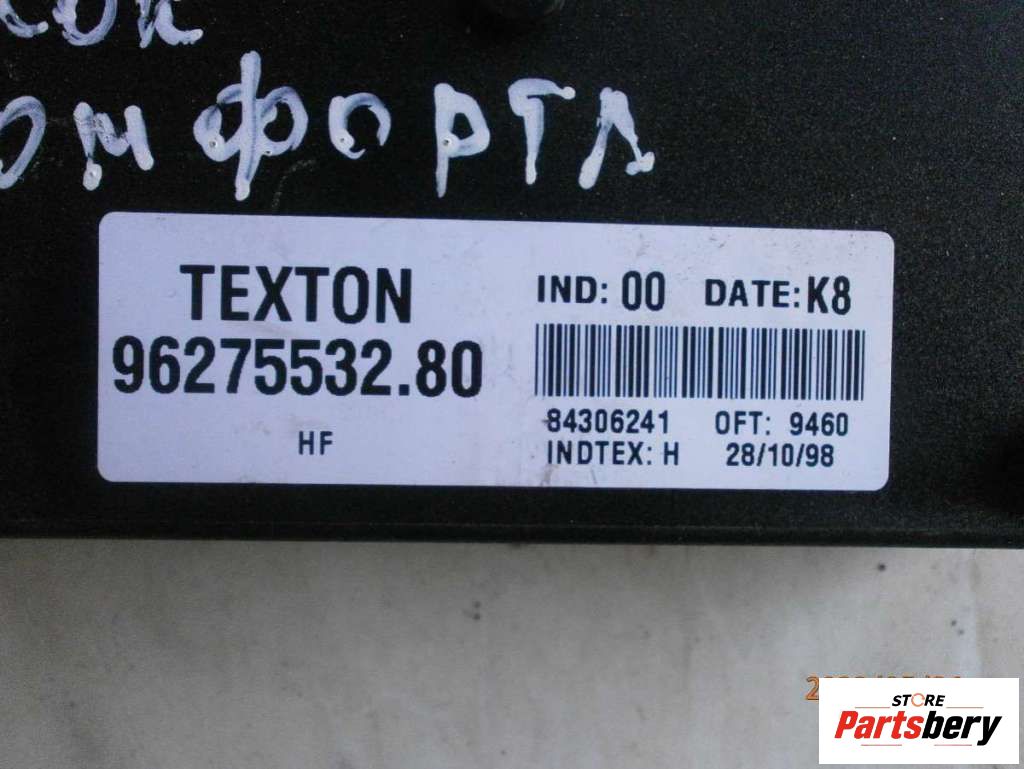 ОМФОРТА
TEXTON
96275532.80
HF
IND: 00 DATE: K8
84306241 OFT: 9460
INDTEX: H 28/10/98
STORE
Partsbery